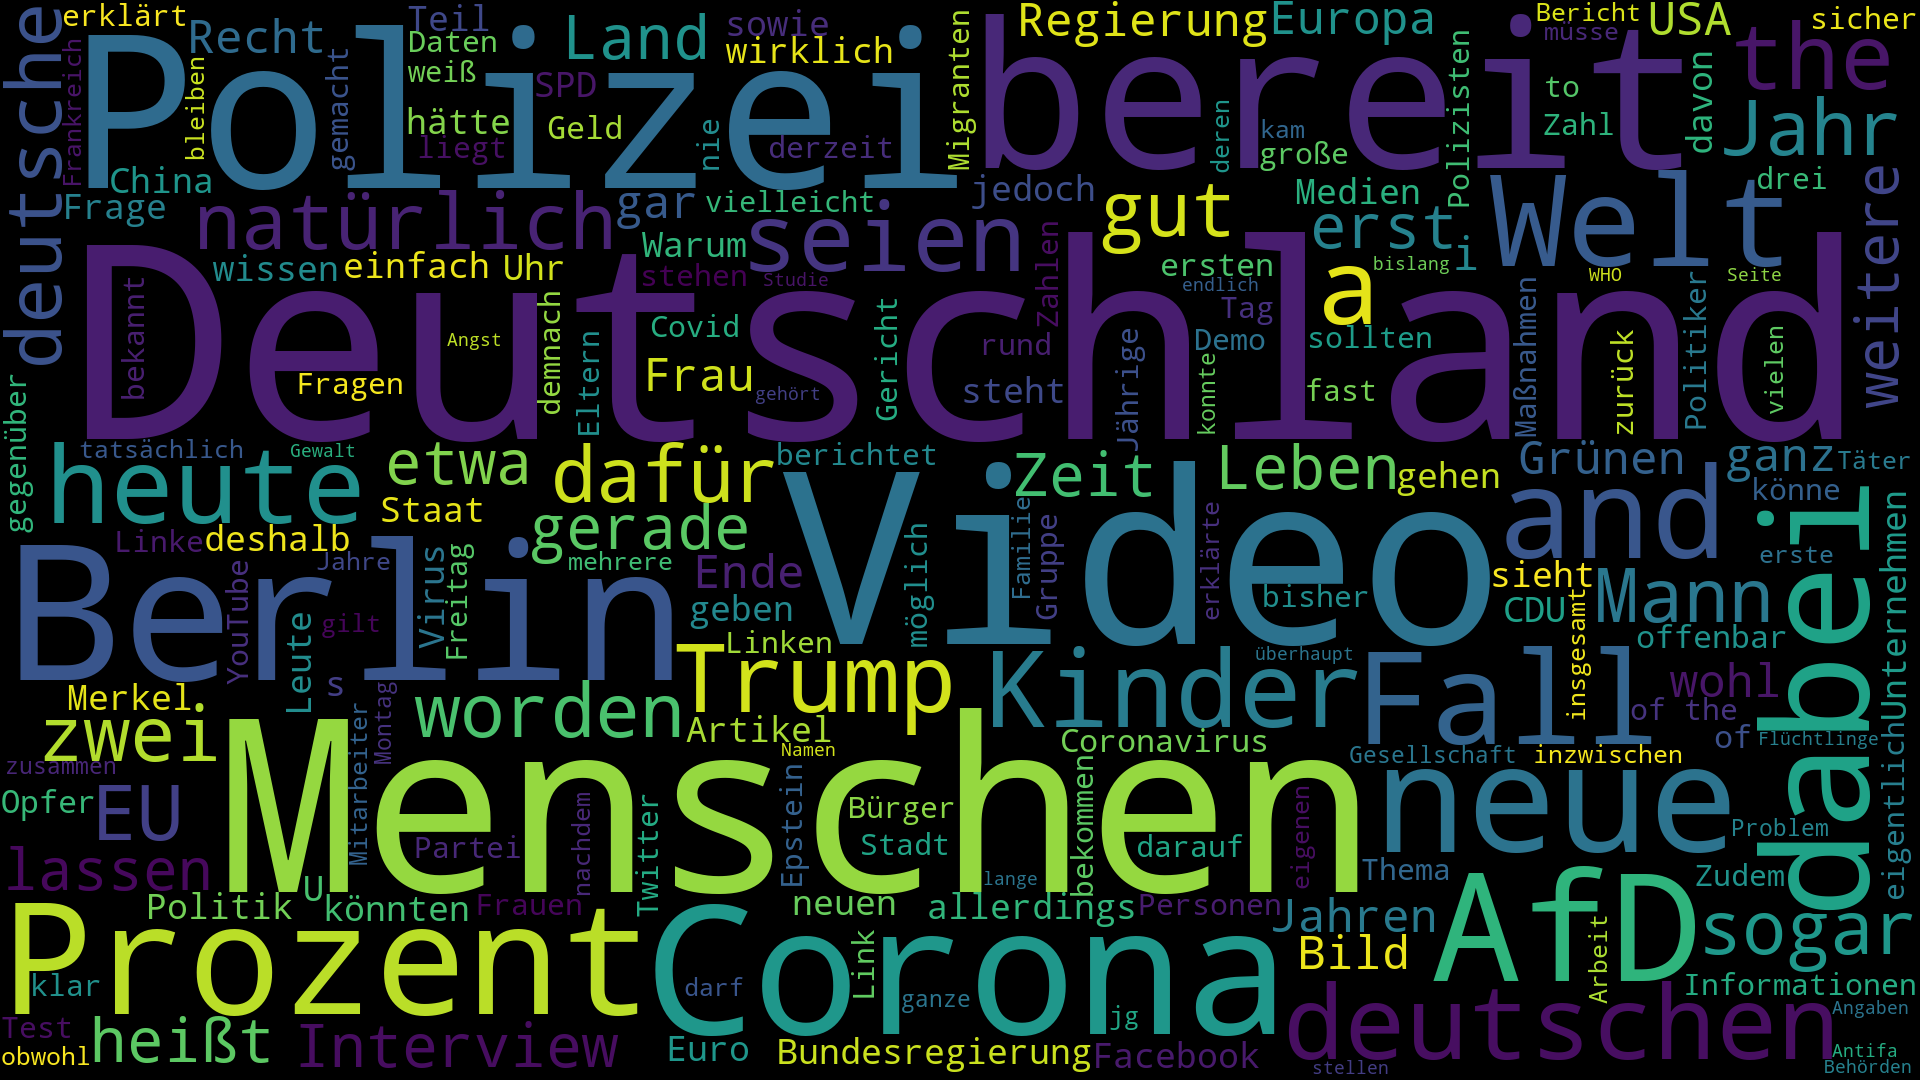 erklärt Teil sowie Regierung Europa Bericht USA sicher
Recht Daten Land wirklich müsse the
deutsche Polizei bereit
Frankreich bleiben gemacht weiß SPD Migranten Polizisten to davon Jahr
hätte Geld nie derzeit deren kam Zahl
liegt große
China jedoch Medien drei
Frage natürlich gar vielleicht gut erst Welt weitere
Warum seien i
wissen einfach Uhr stehen Studie ersten bislang WHO Seite
Deutschland
bekannt Angst demnach Eltern Covid Gericht Zahlen endlich Tag a Maßnahmen Politiker
rund Demo sollten zurück vielen
Fragen Frau gehört steht Jährige konnte fast
gegenüber tatsächlich Gewalt etwa dafür berichtet Zeit Leben gehen Grünen ganz Täter
heute Staat könne
Linke deshalb gerade Video and dabei
Berlin Jahre mehrere Ende möglich Familie Gruppe erklärte sieht erste Unternehmen
YouTube Leute gilt Virus Freitag geben bisher CDU Mann
Linken überhaupt insgesamt offenbar
Merkel s Trump Kinder Fall wohl
zwei worden Artikel of the
zusammen Mitarbeiter Montag Namen Coronavirus Gesellschaft inzwischen of Flüchtlinge
Opfer EU Menschen neue eigentlich
Partei nachdem Twitter Epstein Bürger bekommen Problem
Stadt darauf
lassen lange eigenen Thema Zudem
Politik U könnten Frauen neuen allerdings Personen Jahren
Prozent Corona Bild AfD sogar
klar darf Link ganze Arbeit Informationen
Test jg deutschen Angaben
obwohl heißt Interview Euro Bundesregierung Facebook Antifa
stellen Behörden